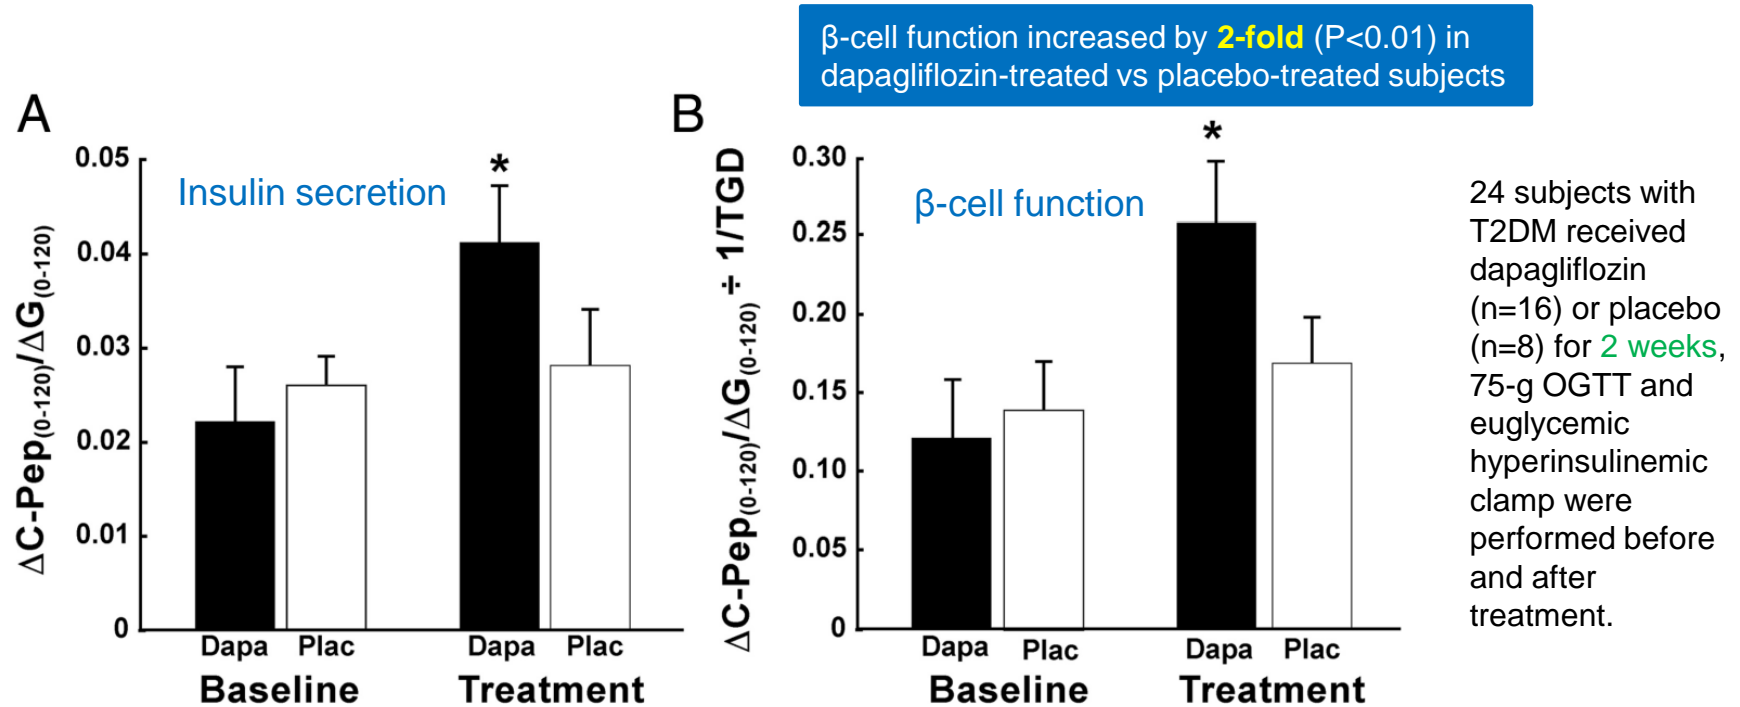 β-cell function increased by 2-fold (P<0.01) in
dapagliflozin-treated vs placebo-treated subjects
A
ΔC-Pep(0-120)/ΔG(0-120)
0.05
0.04
0.03
0.02
0.01
0
Insulin secretion
*
Dapa Plac Dapa Plac
Baseline Treatment
B
ΔC-Pep(0-120)/ΔG(0-120) ÷ 1/TGD
0.30
0.25
0.20
0.15
0.10
0.05
0
β-cell function
*
Dapa Plac Dapa Plac
Baseline Treatment
24 subjects with
T2DM received
dapagliflozin
(n=16) or placebo
(n=8) for 2 weeks,
75-g OGTT and
euglycemic
hyperinsulinemic
clamp were
performed before
and after
treatment.